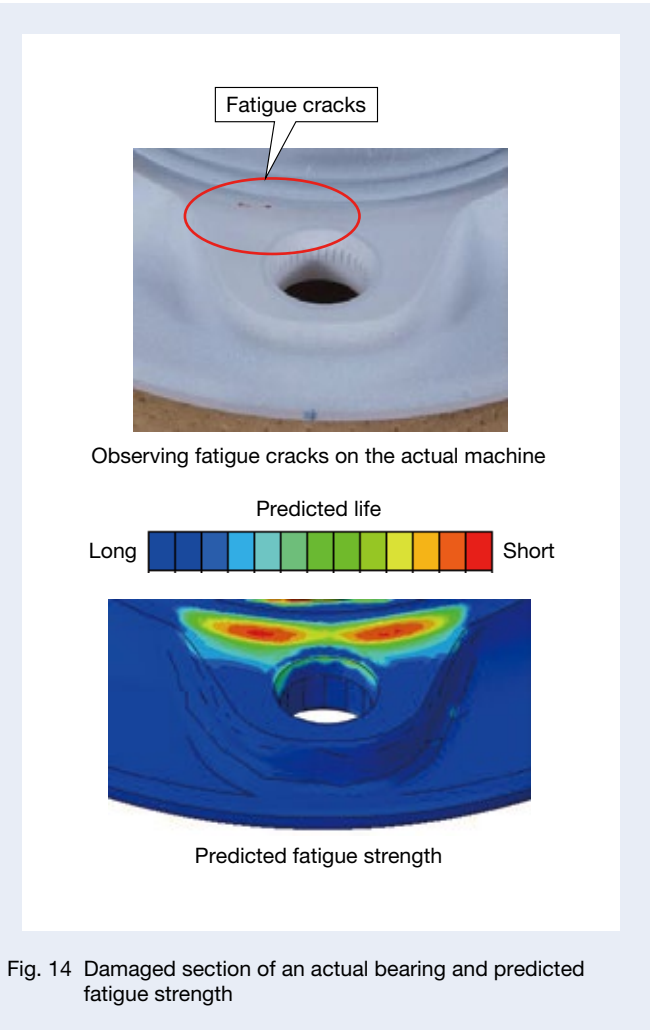 Fatigue cracks
Observing fatigue cracks on the actual machine
Predicted life
Long
Short
Predicted fatigue strength
Fig. 14 Damaged section of an actual bearing and predicted
fatigue strength